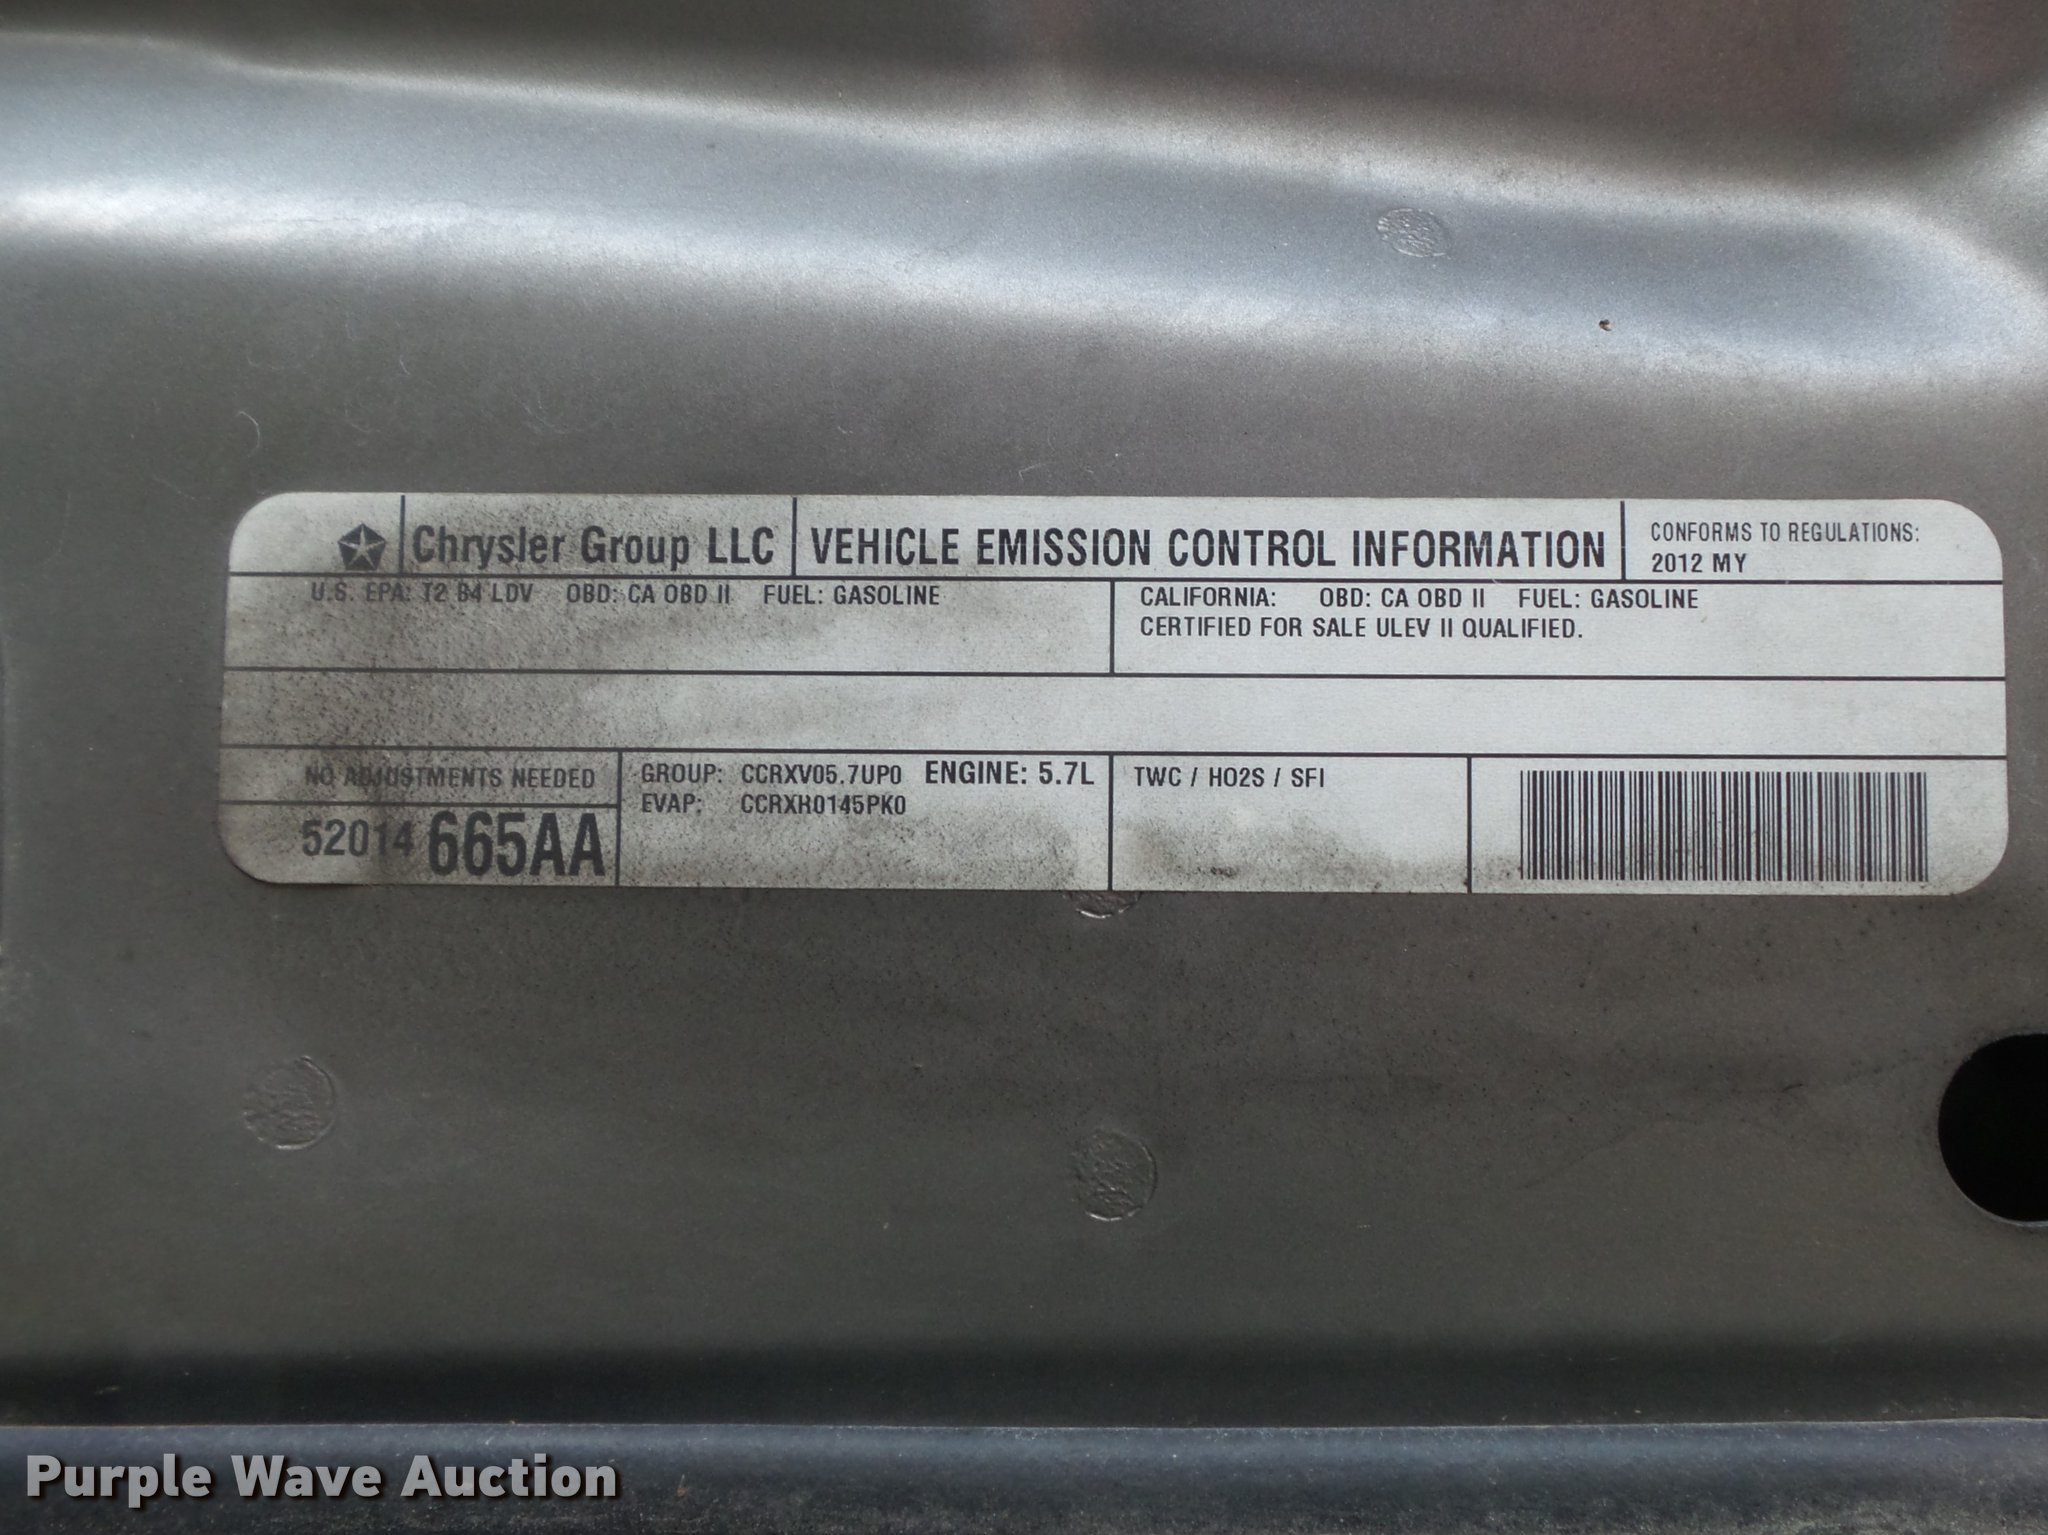 Chrysler Group LLC
VEHICLE EMISSION CONTROL INFORMATION
CONFORMS TO REGULATIONS:
2012 MY
U.S. EPA: T2 B4 LDV OBD: CA OBD II FUEL: GASOLINE
CALIFORNIA: OBD: CA OBD II FUEL: GASOLINE
CERTIFIED FOR SALE ULEV II QUALIFIED.
NO ADJUSTMENTS NEEDED
52014 665AA
GROUP: CCRXV05.7UP0 ENGINE: 5.7L
EVAP: CCRXR0145PK0
TWC / HO2S / SFI
Purple Wave Auction